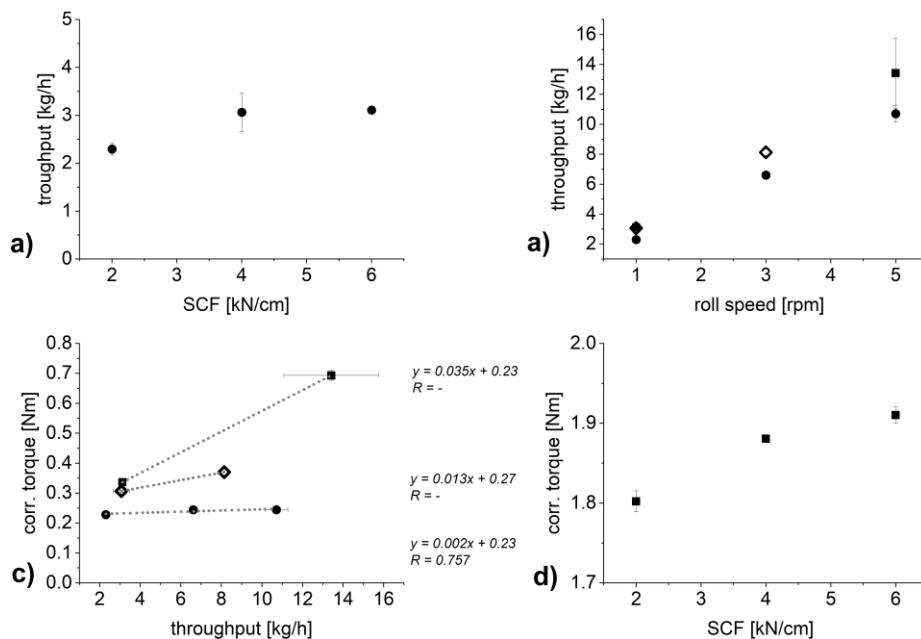 5
4
3
2
1
0
troughput [kg/h]
2 3 4 5 6
SCF [kN/cm]
a)
16
14
12
10
8
6
4
2
throughput [kg/h]
1 2 3 4 5
roll speed [rpm]
a)
0.8
0.7
0.6
0.5
0.4
0.3
0.2
0.1
0.0
corr. torque [Nm]
2 4 6 8 10 12 14 16
throughput [kg/h]
c)
y = 0.035x + 0.23
R = -
y = 0.013x + 0.27
R = -
y = 0.002x + 0.23
R = 0.757
2.0
1.9
1.8
1.7
corr. torque [Nm]
2 3 4 5 6
SCF [kN/cm]
d)